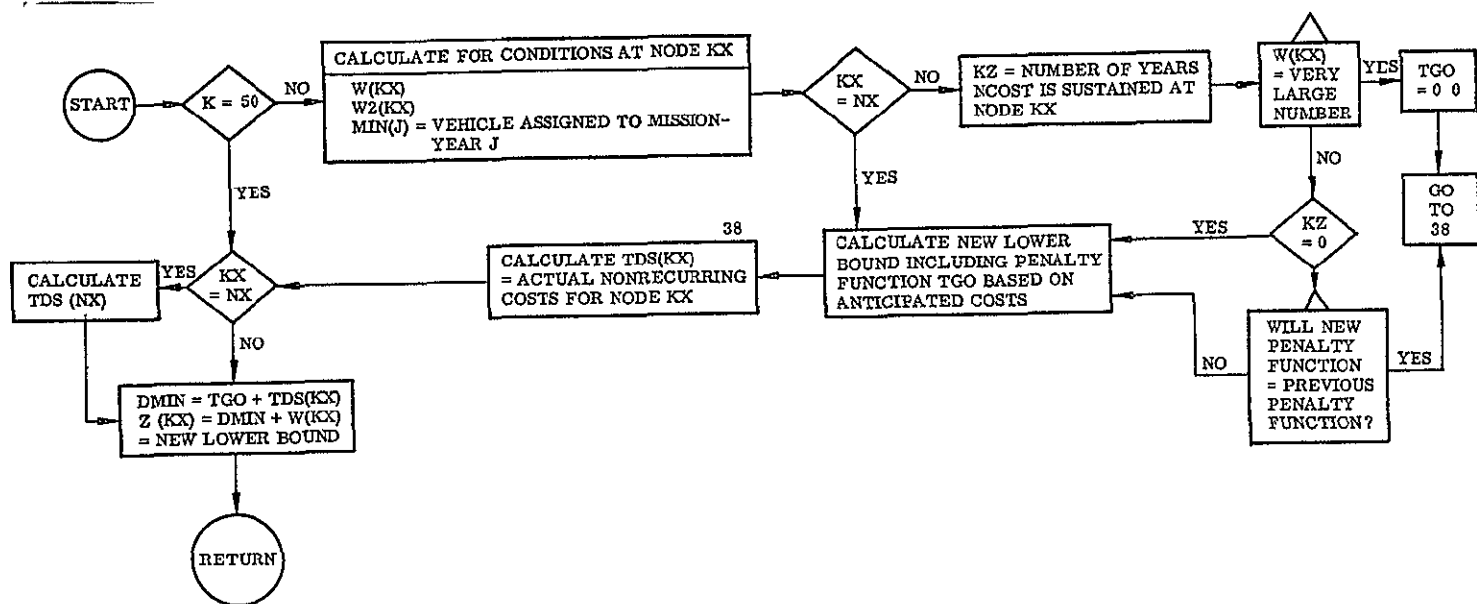 START
K = 50
NO
YES
CALCULATE FOR CONDITIONS AT NODE KX
W(KX)
W2(KX)
MIN(J) = VEHICLE ASSIGNED TO MISSION-
YEAR J
KX
= NX
NO
YES
KZ = NUMBER OF YEARS
NCOST IS SUSTAINED AT
NODE KX
W(KX)
= VERY
LARGE
NUMBER
YES
NO
TGO
= 0 0
GO
TO
38
KZ
= 0
YES
WILL NEW
PENALTY
FUNCTION
= PREVIOUS
PENALTY
FUNCTION?
YES
NO
CALCULATE NEW LOWER
BOUND INCLUDING PENALTY
FUNCTION TGO BASED ON
ANTICIPATED COSTS
38
CALCULATE TDS(KX)
= ACTUAL NONRECURRING
COSTS FOR NODE KX
KX
= NX
YES
NO
CALCULATE
TDS (NX)
DMIN = TGO + TDS(KX)
Z (KX) = DMIN + W(KX)
= NEW LOWER BOUND
RETURN